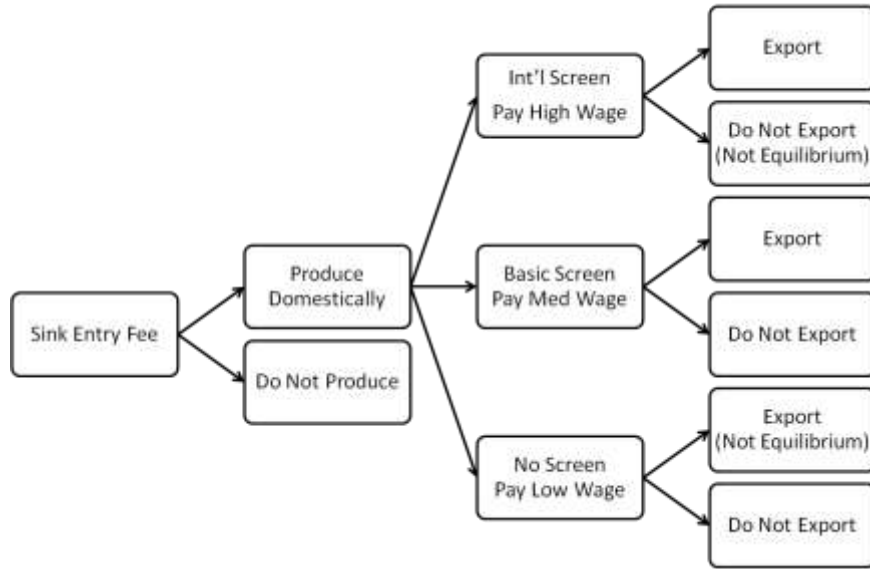 Sink Entry Fee
Produce
Domestically
Do Not Produce
Int'l Screen
Pay High Wage
Basic Screen
Pay Med Wage
No Screen
Pay Low Wage
Export
Do Not Export
(Not Equilibrium)
Export
Do Not Export
Export
(Not Equilibrium)
Do Not Export